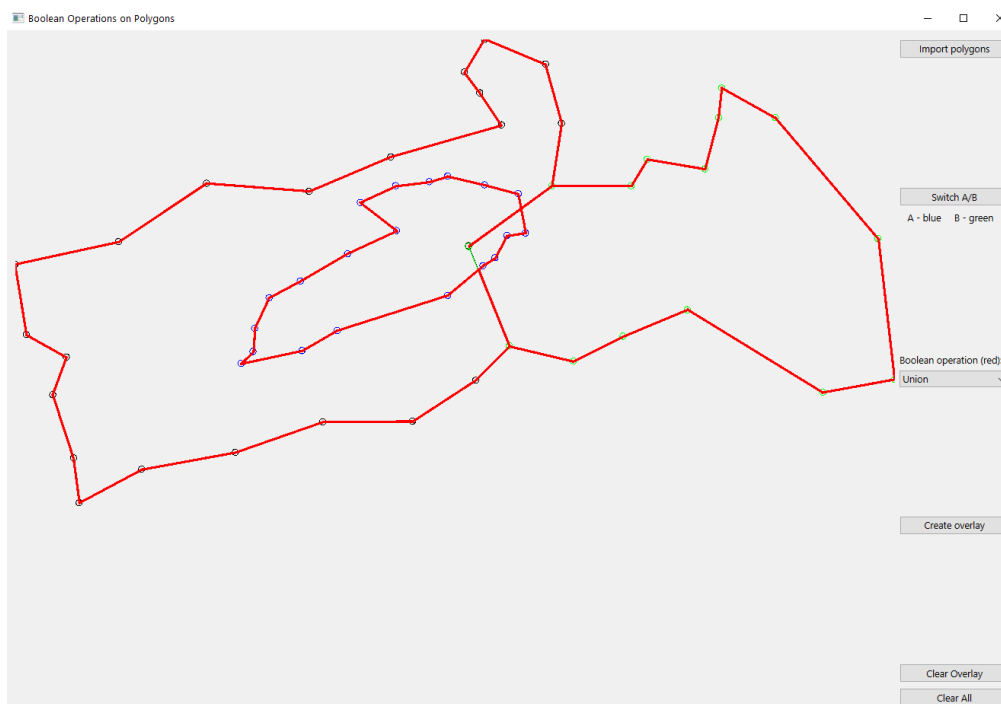 Boolean Operations on Polygons
Import polygons
Switch A/B
A - blue B - green
Boolean operation (red):
Union
Create overlay
Clear Overlay
Clear All